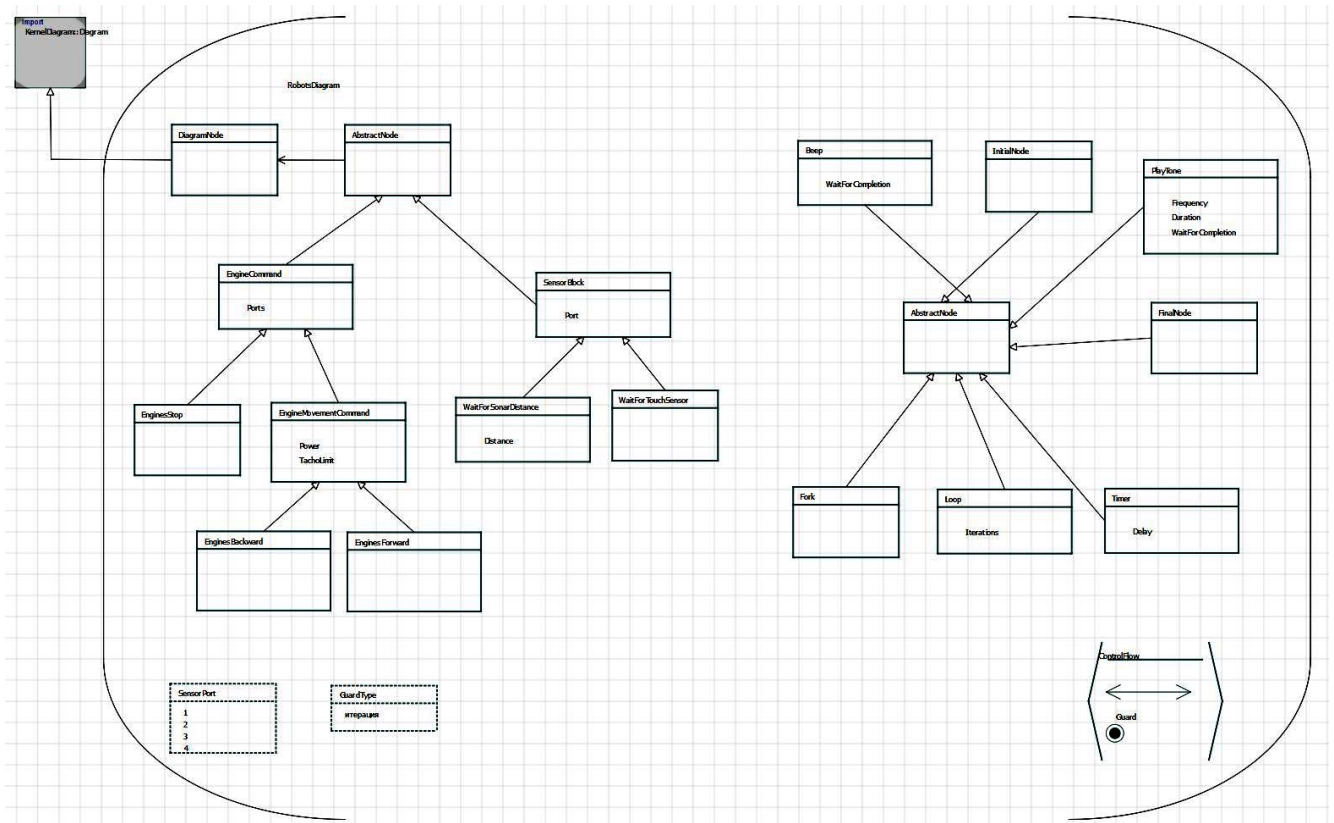 Import
KernelDiagram::Diagram
RobotsDiagram
DiagramNode
AbstractNode
EngineCommand
Ports
SensorBlock
Port
EnginesStop
EngineMovementCommand
Power
TachoLimit
WaitForSonarDistance
Distance
WaitForTouchSensor
EnginesBackward
EnginesForward
SensorPort
1
2
3
4
GuardType
итерация
Beep
WaitForCompletion
InitialNode
PlayTone
Frequency
Duration
WaitForCompletion
AbstractNode
FinalNode
Fork
Loop
Iterations
Timer
Delay
ControlFlow
Guard